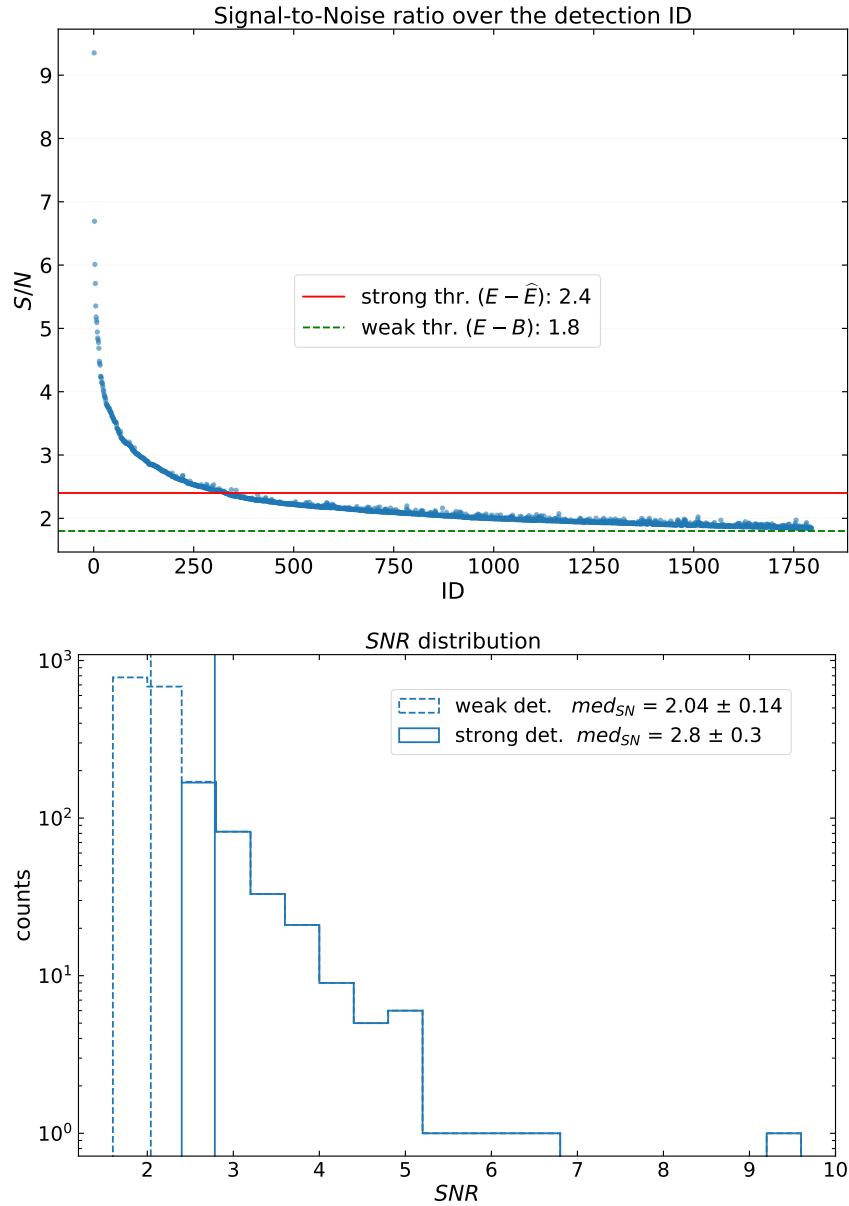 Signal-to-Noise ratio over the detection ID
9
8
7
6
5
4
3
2
S/N
strong thr. (E − Ê): 2.4
weak thr. (E − B): 1.8
0 250 500 750 1000 1250 1500 1750
ID
SNR distribution
10³
10²
10¹
10⁰
counts
weak det. med_SN = 2.04 ± 0.14
strong det. med_SN = 2.8 ± 0.3
2 3 4 5 6 7 8 9 10
SNR